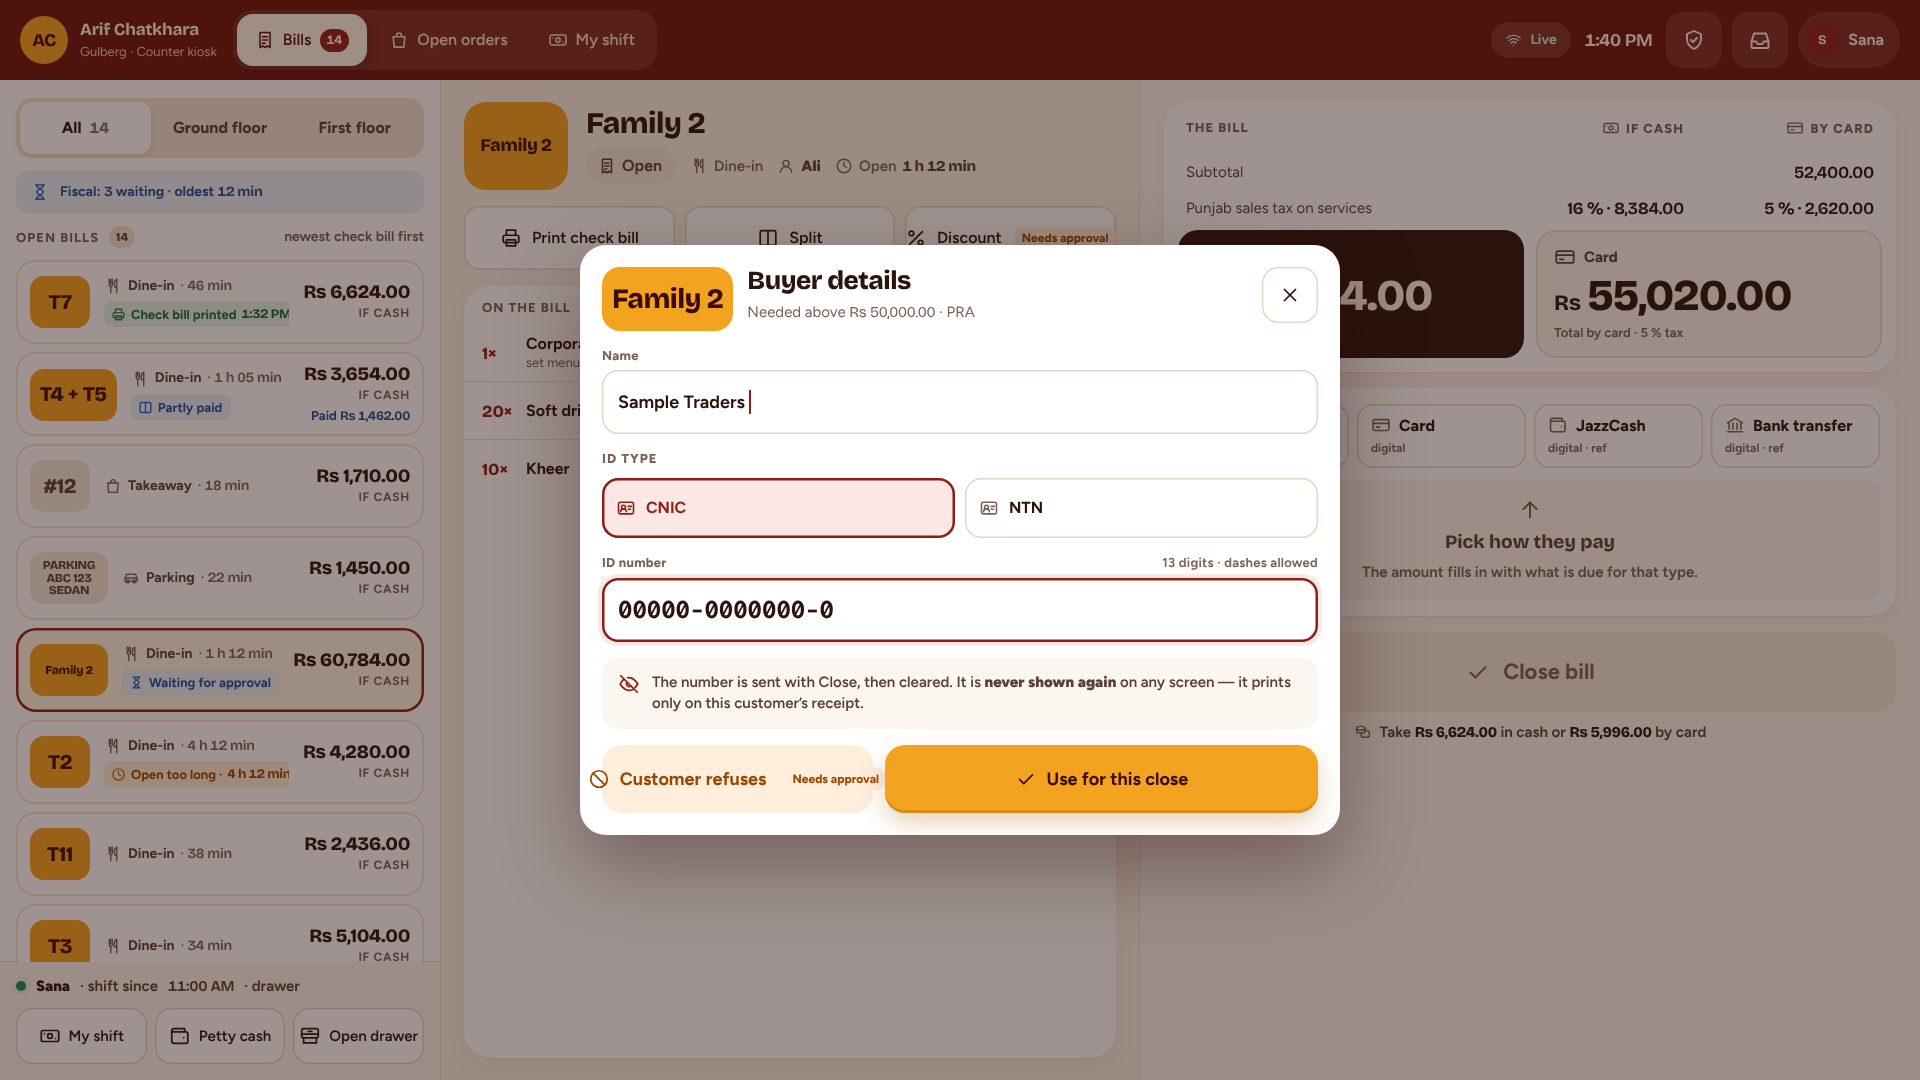 AC
Arif Chatkhara
Gulberg · Counter kiosk
Bills 14
Open orders
My shift
Live
1:40 PM
S
Sana
All 14
Ground floor
First floor
Fiscal: 3 waiting · oldest 12 min
OPEN BILLS 14
newest check bill first
T7
Dine-in · 46 min
Check bill printed 1:32 PM
Rs 6,624.00
IF CASH
T4 + T5
Dine-in · 1 h 05 min
Partly paid
Rs 3,654.00
IF CASH
Paid Rs 1,462.00
#12
Takeaway · 18 min
Rs 1,710.00
IF CASH
PARKING
ABC 123
SEDAN
Parking · 22 min
Rs 1,450.00
IF CASH
Family 2
Dine-in · 1 h 12 min
Waiting for approval
Rs 60,784.00
IF CASH
T2
Dine-in · 4 h 12 min
Open too long · 4 h 12 min
Rs 4,280.00
IF CASH
T11
Dine-in · 38 min
Rs 2,436.00
IF CASH
T3
Dine-in · 34 min
Rs 5,104.00
IF CASH
Sana · shift since 11:00 AM · drawer
My shift
Petty cash
Open drawer
Family 2
Family 2
Open
Dine-in
Ali
Open 1 h 12 min
Print check bill
Split
Discount
Needs approval
ON THE BILL
1×
set menu
20×
Soft
10×
Kheer
THE BILL
IF CASH
BY CARD
Subtotal
52,400.00
Punjab sales tax on services
16 % · 8,384.00
5 % · 2,620.00
4.00
Card
Rs 55,020.00
Total by card · 5 % tax
Card
digital
JazzCash
digital · ref
Bank transfer
digital · ref
Pick how they pay
The amount fills in with what is due for that type.
Close bill
Take Rs 6,624.00 in cash or Rs 5,996.00 by card
Family 2
Buyer details
Needed above Rs 50,000.00 · PRA
Name
Sample Traders
ID TYPE
CNIC
NTN
ID number
13 digits · dashes allowed
00000-0000000-0
The number is sent with Close, then cleared. It is never shown again on any screen — it prints
only on this customer's receipt.
Customer refuses
Needs approval
Use for this close